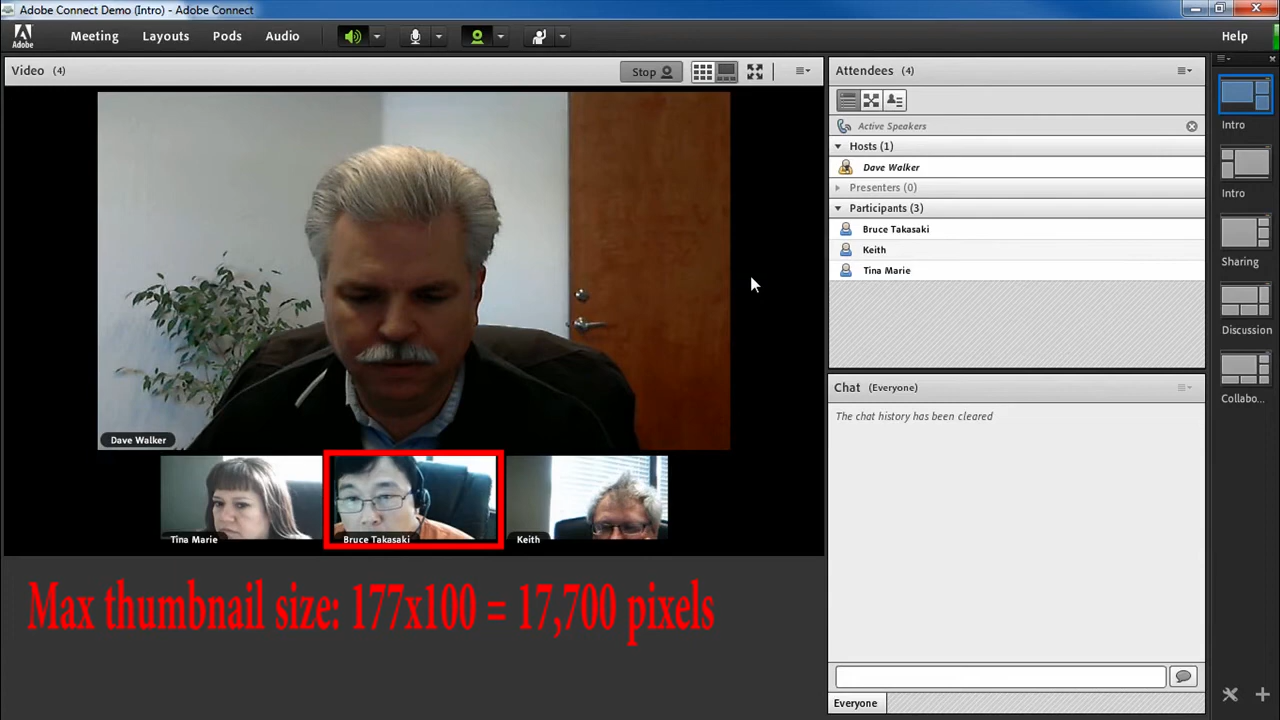 Adobe Connect Demo (Intro) - Adobe Connect
Adobe
Meeting
Layouts
Pods
Audio
Help
Video (4)
Stop
Attendees (4)
Active Speakers
Hosts (1)
Dave Walker
Presenters (0)
Participants (3)
Bruce Takasaki
Keith
Tina Marie
Intro
Intro
Sharing
Discussion
Collabo...
Dave Walker
Tina Marie
Bruce Takasaki
Keith
Chat (Everyone)
The chat history has been cleared
Max thumbnail size: 177x100 = 17,700 pixels
Everyone